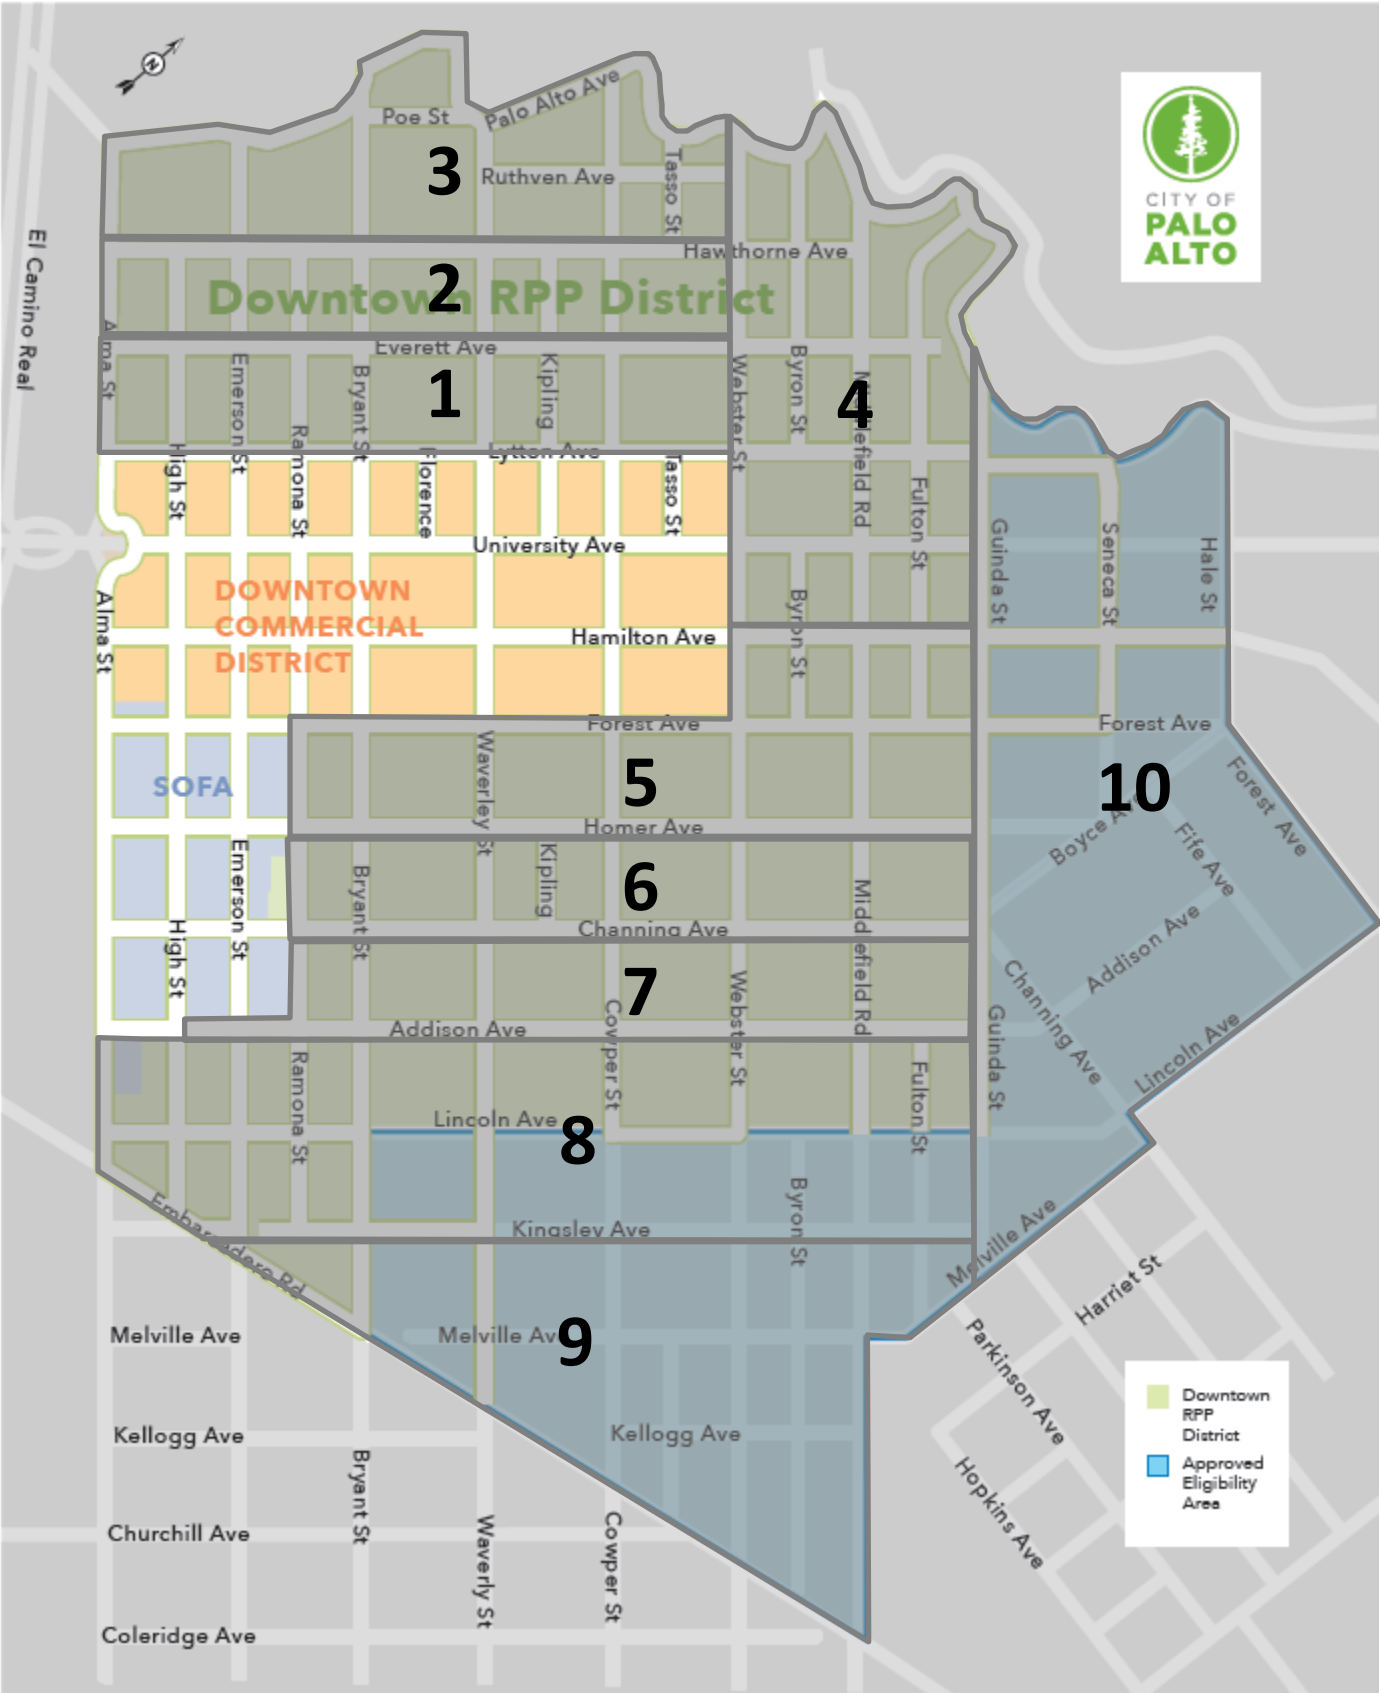 N
Poe St
Palo Alto Ave
3
Ruthven Ave
Tasso St
CITY OF
PALO
ALTO
El Camino Real
Hawthorne Ave
2
Downtown RPP District
Alma St
Everett Ave
Emerson St
Bryant St
1
Kipling
Webster St
Byron St
4
Middlefield Rd
High St
Ramona St
Florence
Lytton Ave
Tasso St
Fulton St
University Ave
Guinda St
Seneca St
Hale St
DOWNTOWN
COMMERCIAL
DISTRICT
Alma St
Hamilton Ave
Byron St
Forest Ave
Forest Ave
SOFA
Waverley St
5
10
Forest Ave
Homer Ave
Boyce Ave
Fife Ave
Emerson St
Bryant St
Kipling
6
Midd efield Rd
High St
Channing Ave
Addison Ave
Channing Ave
7
Cowper St
Webster St
Addison Ave
Guinda St
Lincoln Ave
Ramona St
Fulton St
Lincoln Ave
8
Embarcadero Rd
Kingsley Ave
Byron St
Melville Ave
Harriet St
Melville Ave
Melville Ave
9
Parkinson Ave
Kellogg Ave
Kellogg Ave
Bryant St
Hopkins Ave
Downtown
RPP
District
Approved
Eligibility
Area
Churchill Ave
Waverly St
Cowper St
Coleridge Ave